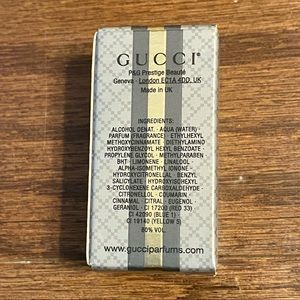 GUCCI
P&G Prestige Beauté
Geneva - London EC1A 4DD, UK
Made in UK
INGREDIENTS:
ALCOHOL DENAT. - AQUA (WATER)
PARFUM (FRAGRANCE) - ETHYLHEXYL
METHOXYCINNAMATE - DIETHYLAMINO
HYDROXYBENZOYL HEXYL BENZOATE -
PROPYLENE GLYCOL - METHYLPARABEN
BHT - LIMONENE - LINALOOL -
ALPHA-ISOMETHYL IONONE -
HYDROXYCITRONELLAL - BENZYL
SALICYLATE - HYDROXYISOHEXYL
3-CYCLOHEXENE CARBOXALDEHYDE
- CITRONELLOL - COUMARIN -
CINNAMAL - CITRAL - EUGENOL -
GERANIOL - CI 17200 (RED 33) -
CI 42090 (BLUE 1) -
CI 19140 (YELLOW 5)
80% VOL.
www.gucciparfums.com